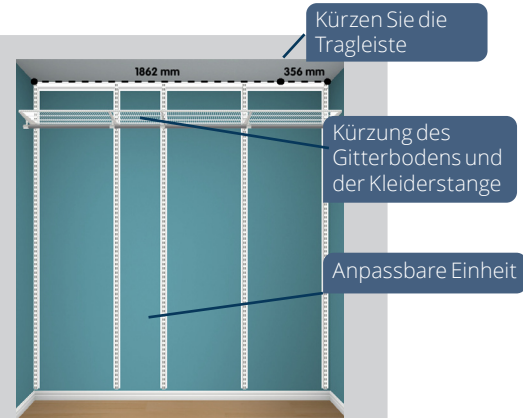 Kürzen Sie die
Tragleiste
1862 mm
356 mm
Kürzung des
Gitterbodens und
der Kleiderstange
Anpassbare Einheit